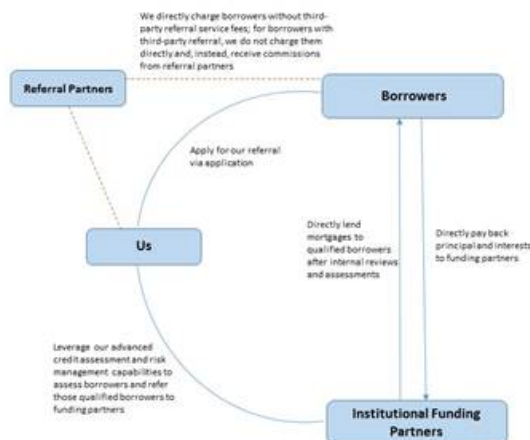 We directly charge borrowers without third-
party referral service fees; for borrowers with
third-party referral, we do not charge them
directly and, instead, receive commissions
from referral partners
Referral Partners
Borrowers
Apply for our referral
via application
Us
Directly lend
mortgages to
qualified borrowers
after internal reviews
and assessments
Directly pay back
principal and interests
to funding partners
Leverage our advanced
credit assessment and risk
management capabilities to
assess borrowers and refer
those qualified borrowers to
funding partners
Institutional Funding
Partners